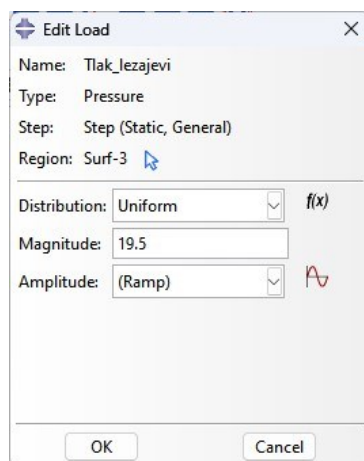 Edit Load
Name: Tlak_lezajevi
Type: Pressure
Step: Step (Static, General)
Region: Surf-3
Distribution: Uniform f(x)
Magnitude: 19.5
Amplitude: (Ramp)
OK Cancel